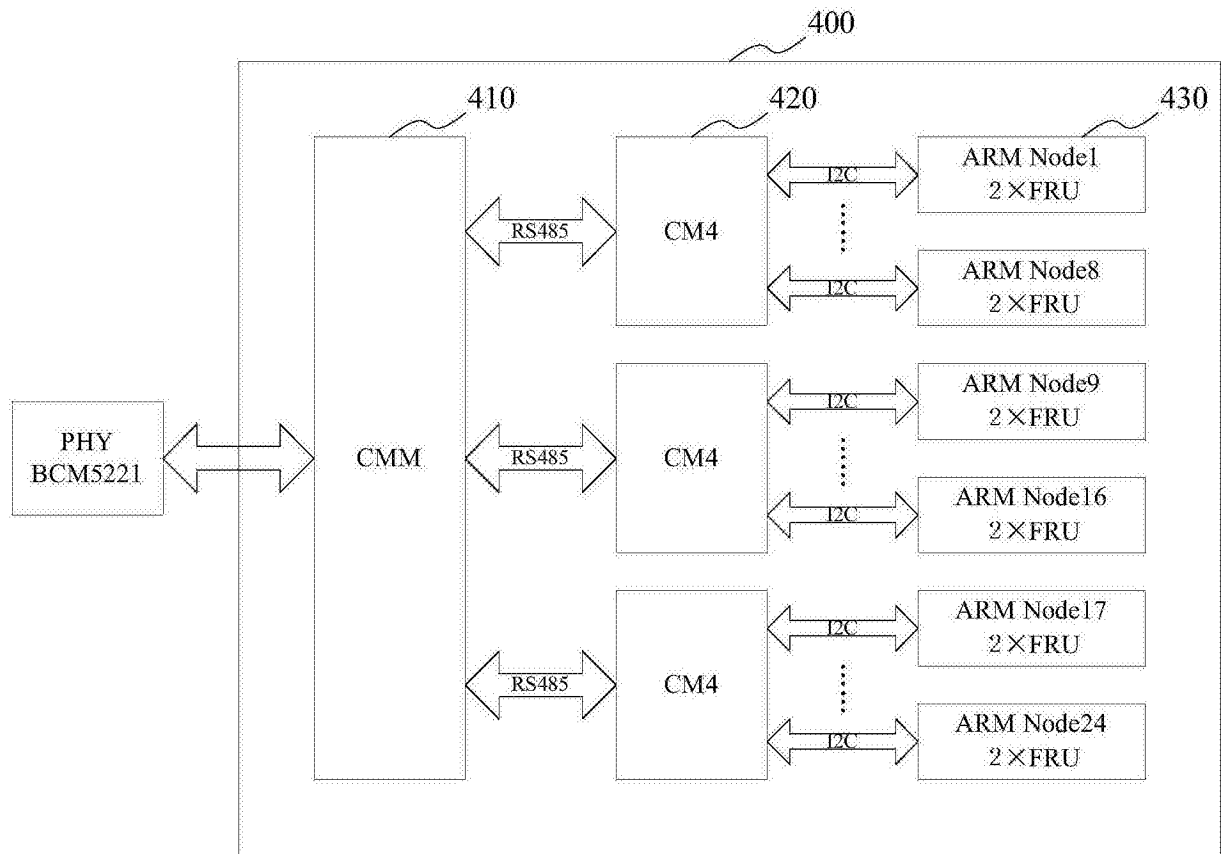 400
410
420
430
PHY
BCM5221
CMM
RS485
CM4
I2C
ARM Node1
2×FRU
I2C
ARM Node8
2×FRU
RS485
CM4
I2C
ARM Node9
2×FRU
I2C
ARM Node16
2×FRU
RS485
CM4
I2C
ARM Node17
2×FRU
I2C
ARM Node24
2×FRU